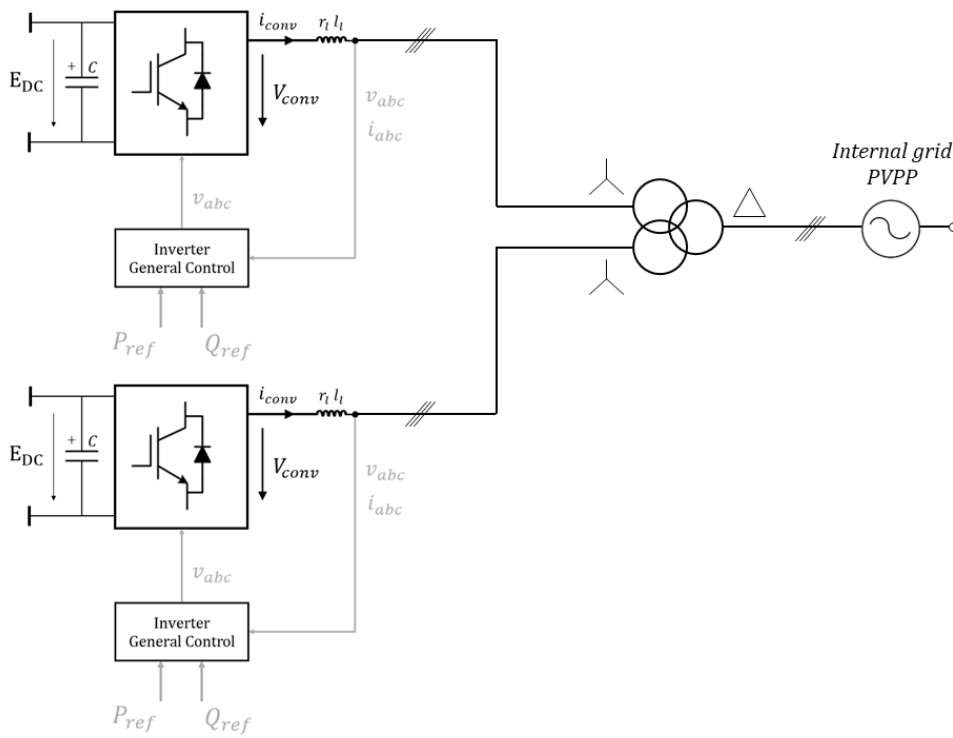 i_conv
r_l l_l
E_DC
+ C
V_conv
v_abc
i_abc
v_abc
Inverter
General Control
P_ref Q_ref
Internal grid
PVPP
i_conv
r_l l_l
E_DC
+ C
V_conv
v_abc
i_abc
v_abc
Inverter
General Control
P_ref Q_ref